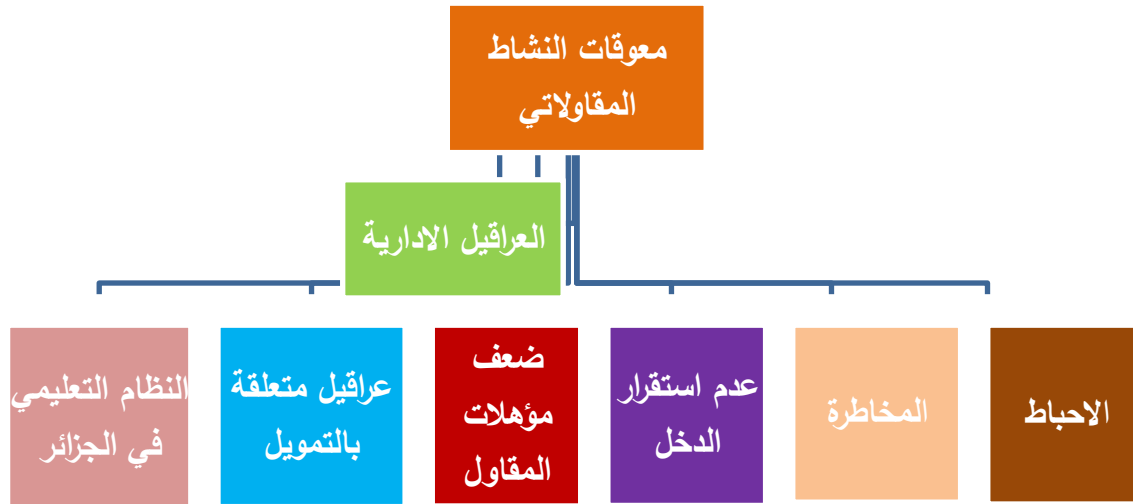 معوقات النشاط
المقاولاتي
العراقيل الادارية
الاحباط
المخاطرة
عدم استقرار
الدخل
ضعف
مؤهلات
المقاول
عراقيل متعلقة
بالتمويل
النظام التعليمي
في الجزائر